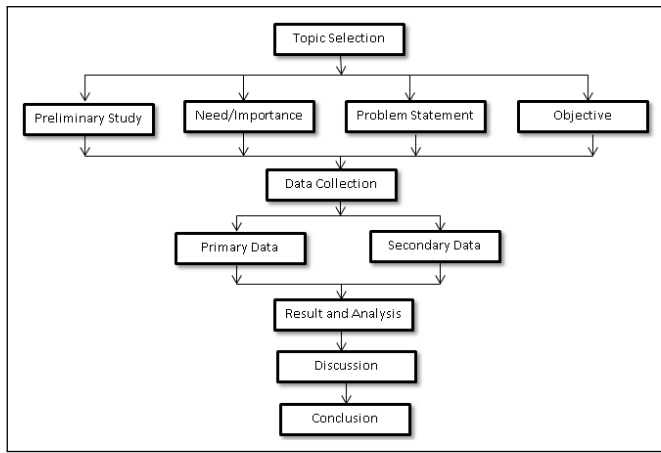 Topic Selection
Preliminary Study
Need/Importance
Problem Statement
Objective
Data Collection
Primary Data
Secondary Data
Result and Analysis
Discussion
Conclusion